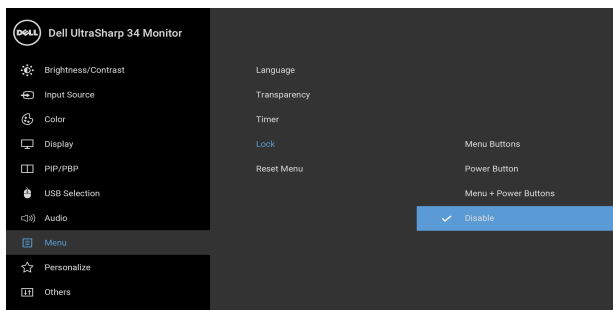 DELL Dell UltraSharp 34 Monitor
Brightness/Contrast
Input Source
Color
Display
PIP/PBP
USB Selection
Audio
Menu
Personalize
Others
Language
Transparency
Timer
Lock
Reset Menu
Menu Buttons
Power Button
Menu + Power Buttons
Disable